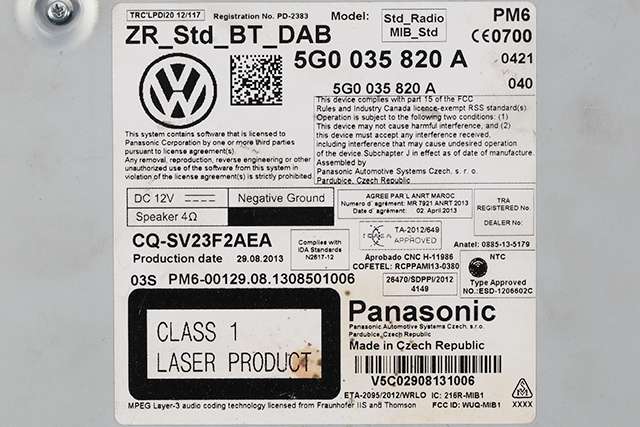 TRC'LPDI20 12/117 Registration No. PD-2383 Model: Std_Radio PM6
MIB_Std
ZR_Std_BT_DAB CE0700
5G0 035 820 A 0421
5G0 035 820 A 040
This device complies with part 15 of the FCC
Rules and Industry Canada licence-exempt RSS standard(s).
Operation is subject to the following two conditions: (1)
This device may not cause harmful interference, and (2)
this device must accept any interference received,
including interference that may cause undesired operation
of the device.Subchapter J in effect as of date of manufacture.
Assembled by
Panasonic Automotive Systems Czech, s.r.o.
Pardubice, Czech Republic
This system contains software that is licensed to
Panasonic Corporation by one or more third parties
pursuant to license agreement(s).
Any removal, reproduction, reverse engineering or other
unauthorized use of the software from this system in
violation of the license agreement is strictly prohibited
DC 12V Negative Ground
Speaker 4Ω
AGREE PAR L ANRT MAROC
Numero d agrément: MR 7921 ANRT 2013
Date d'agrément: 02. April 2013
TRA
REGISTERED No.
DEALER No:
CQ-SV23F2AEA
Production date 29.08.2013
Complies with
IDA Standards
N2617-12
TA-2012/649
APPROVED
Anatel: 0885-13-5179
Aprobado CNC H-11986
COFETEL: RCPPAMI13-0380
NTC
03S PM6-00129.08.1308501006
26470/SDPPI/2012
4149
Type Approved
NO.:ESD-1206602C
CLASS 1
LASER PRODUCT
Panasonic
Panasonic Automotive Systems Czech. s.r.o.
Pardubice, Czech Republic.
Made in Czech Republic
V5C02908131006
ETA-2095/2012/WRLO IC: 216R-MIB1 XXXX
MPEG Layer-3 audio coding technology licensed from Fraunhofer IIS and Thomson FCC ID: WUQ-MIB1